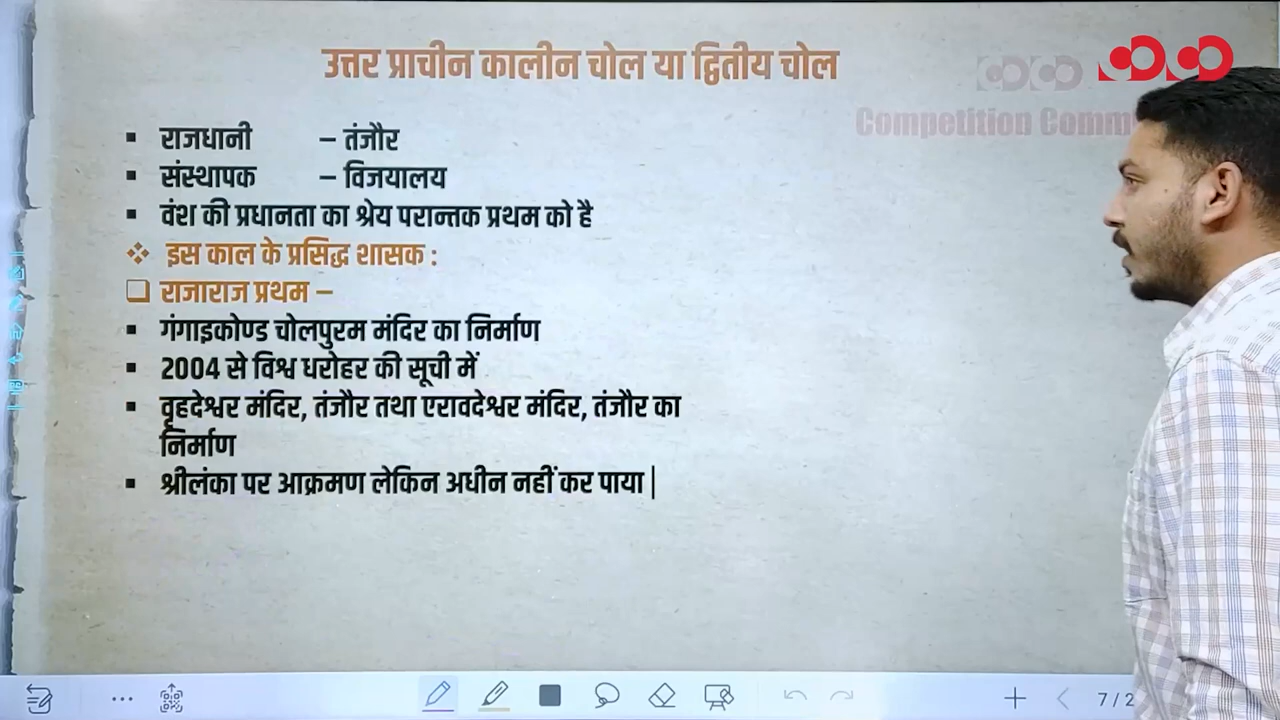 उत्तर प्राचीन कालीन चोल या द्वितीय चोल
Competition Comm
▪ राजधानी – तंजौर
▪ संस्थापक – विजयालय
▪ वंश की प्रधानता का श्रेय परान्तक प्रथम को है
❖ इस काल के प्रसिद्ध शासक :
❑ राजाराज प्रथम –
▪ गंगाइकोण्ड चोलपुरम मंदिर का निर्माण
▪ 2004 से विश्व धरोहर की सूची में
▪ वृहदेश्वर मंदिर, तंजौर तथा एरावदेश्वर मंदिर, तंजौर का
निर्माण
▪ श्रीलंका पर आक्रमण लेकिन अधीन नहीं कर पाया |
7/2